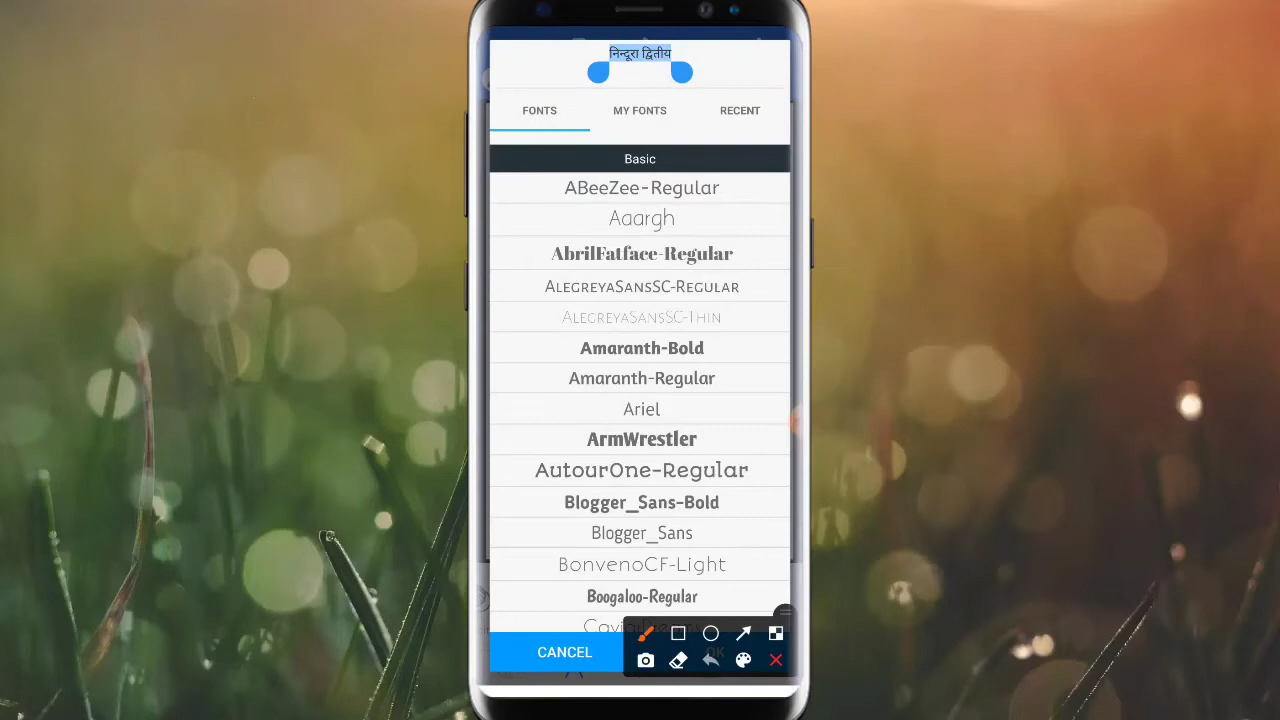 निन्दूरा द्वितीय
FONTS
MY FONTS
RECENT
Basic
ABeeZee-Regular
Aaargh
AbrilFatface-Regular
AlegreyaSansSC-Regular
AlegreyaSansSC-Thin
Amaranth-Bold
Amaranth-Regular
Ariel
ArmWrestler
AutourOne-Regular
Blogger_Sans-Bold
Blogger_Sans
BonvenoCF-Light
Boogaloo-Regular
CANCEL
OK